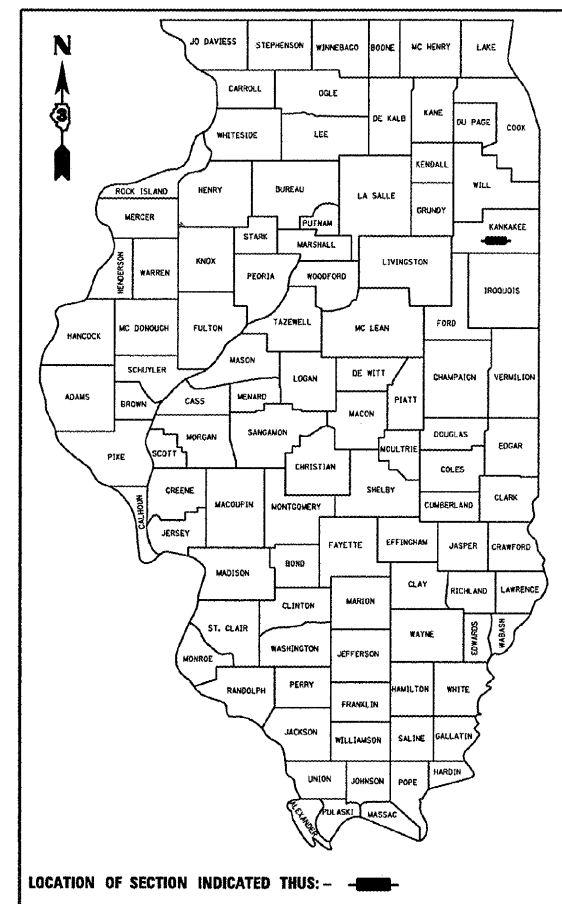 N
3
JO DAVIESS STEPHENSON WINNEBAGO BOONE MC HENRY LAKE
CARROLL OGLE DE KALB KANE DU PAGE COOK
WHITESIDE LEE
KENDALL WILL
ROCK ISLAND HENRY BUREAU LA SALLE GRUNDY
MERCER PUTNAM KANKAKEE
STARK MARSHALL
HENDERSON WARREN KNOX PEORIA WOODFORD LIVINGSTON IROQUOIS
HANCOCK MC DONOUGH FULTON TAZEWELL MC LEAN FORD
MASON
SCHUYLER LOGAN DE WITT CHAMPAIGN VERMILION
ADAMS BROWN CASS MENARD PIATT
MACON
MORGAN SANGAMON DOUGLAS EDGAR
PIXE SCOTT CHRISTIAN MOULTRIE COLES
SHELBY
CALHOUN GREENE MACOUPIN MONTGOMERY CUMBERLAND CLARK
JERSEY FAYETTE EFFINGHAM JASPER CRAWFORD
MADISON BOND
CLAY RICHLAND LAWRENCE
CLINTON MARION
ST. CLAIR WAYNE EDWARDS WABASH
WASHINGTON JEFFERSON
MONROE
RANDOLPH PERRY HAMILTON WHITE
FRANKLIN
JACKSON WILLIAMSON SALINE GALLATIN
UNION JOHNSON POPE HARDIN
ALEXANDER PULASKI MASSAC
LOCATION OF SECTION INDICATED THUS: -